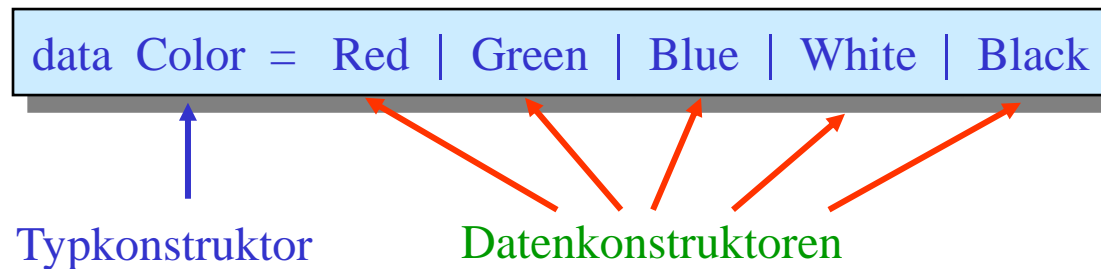 data Color = Red | Green | Blue | White | Black
Typkonstruktor Datenkonstruktoren